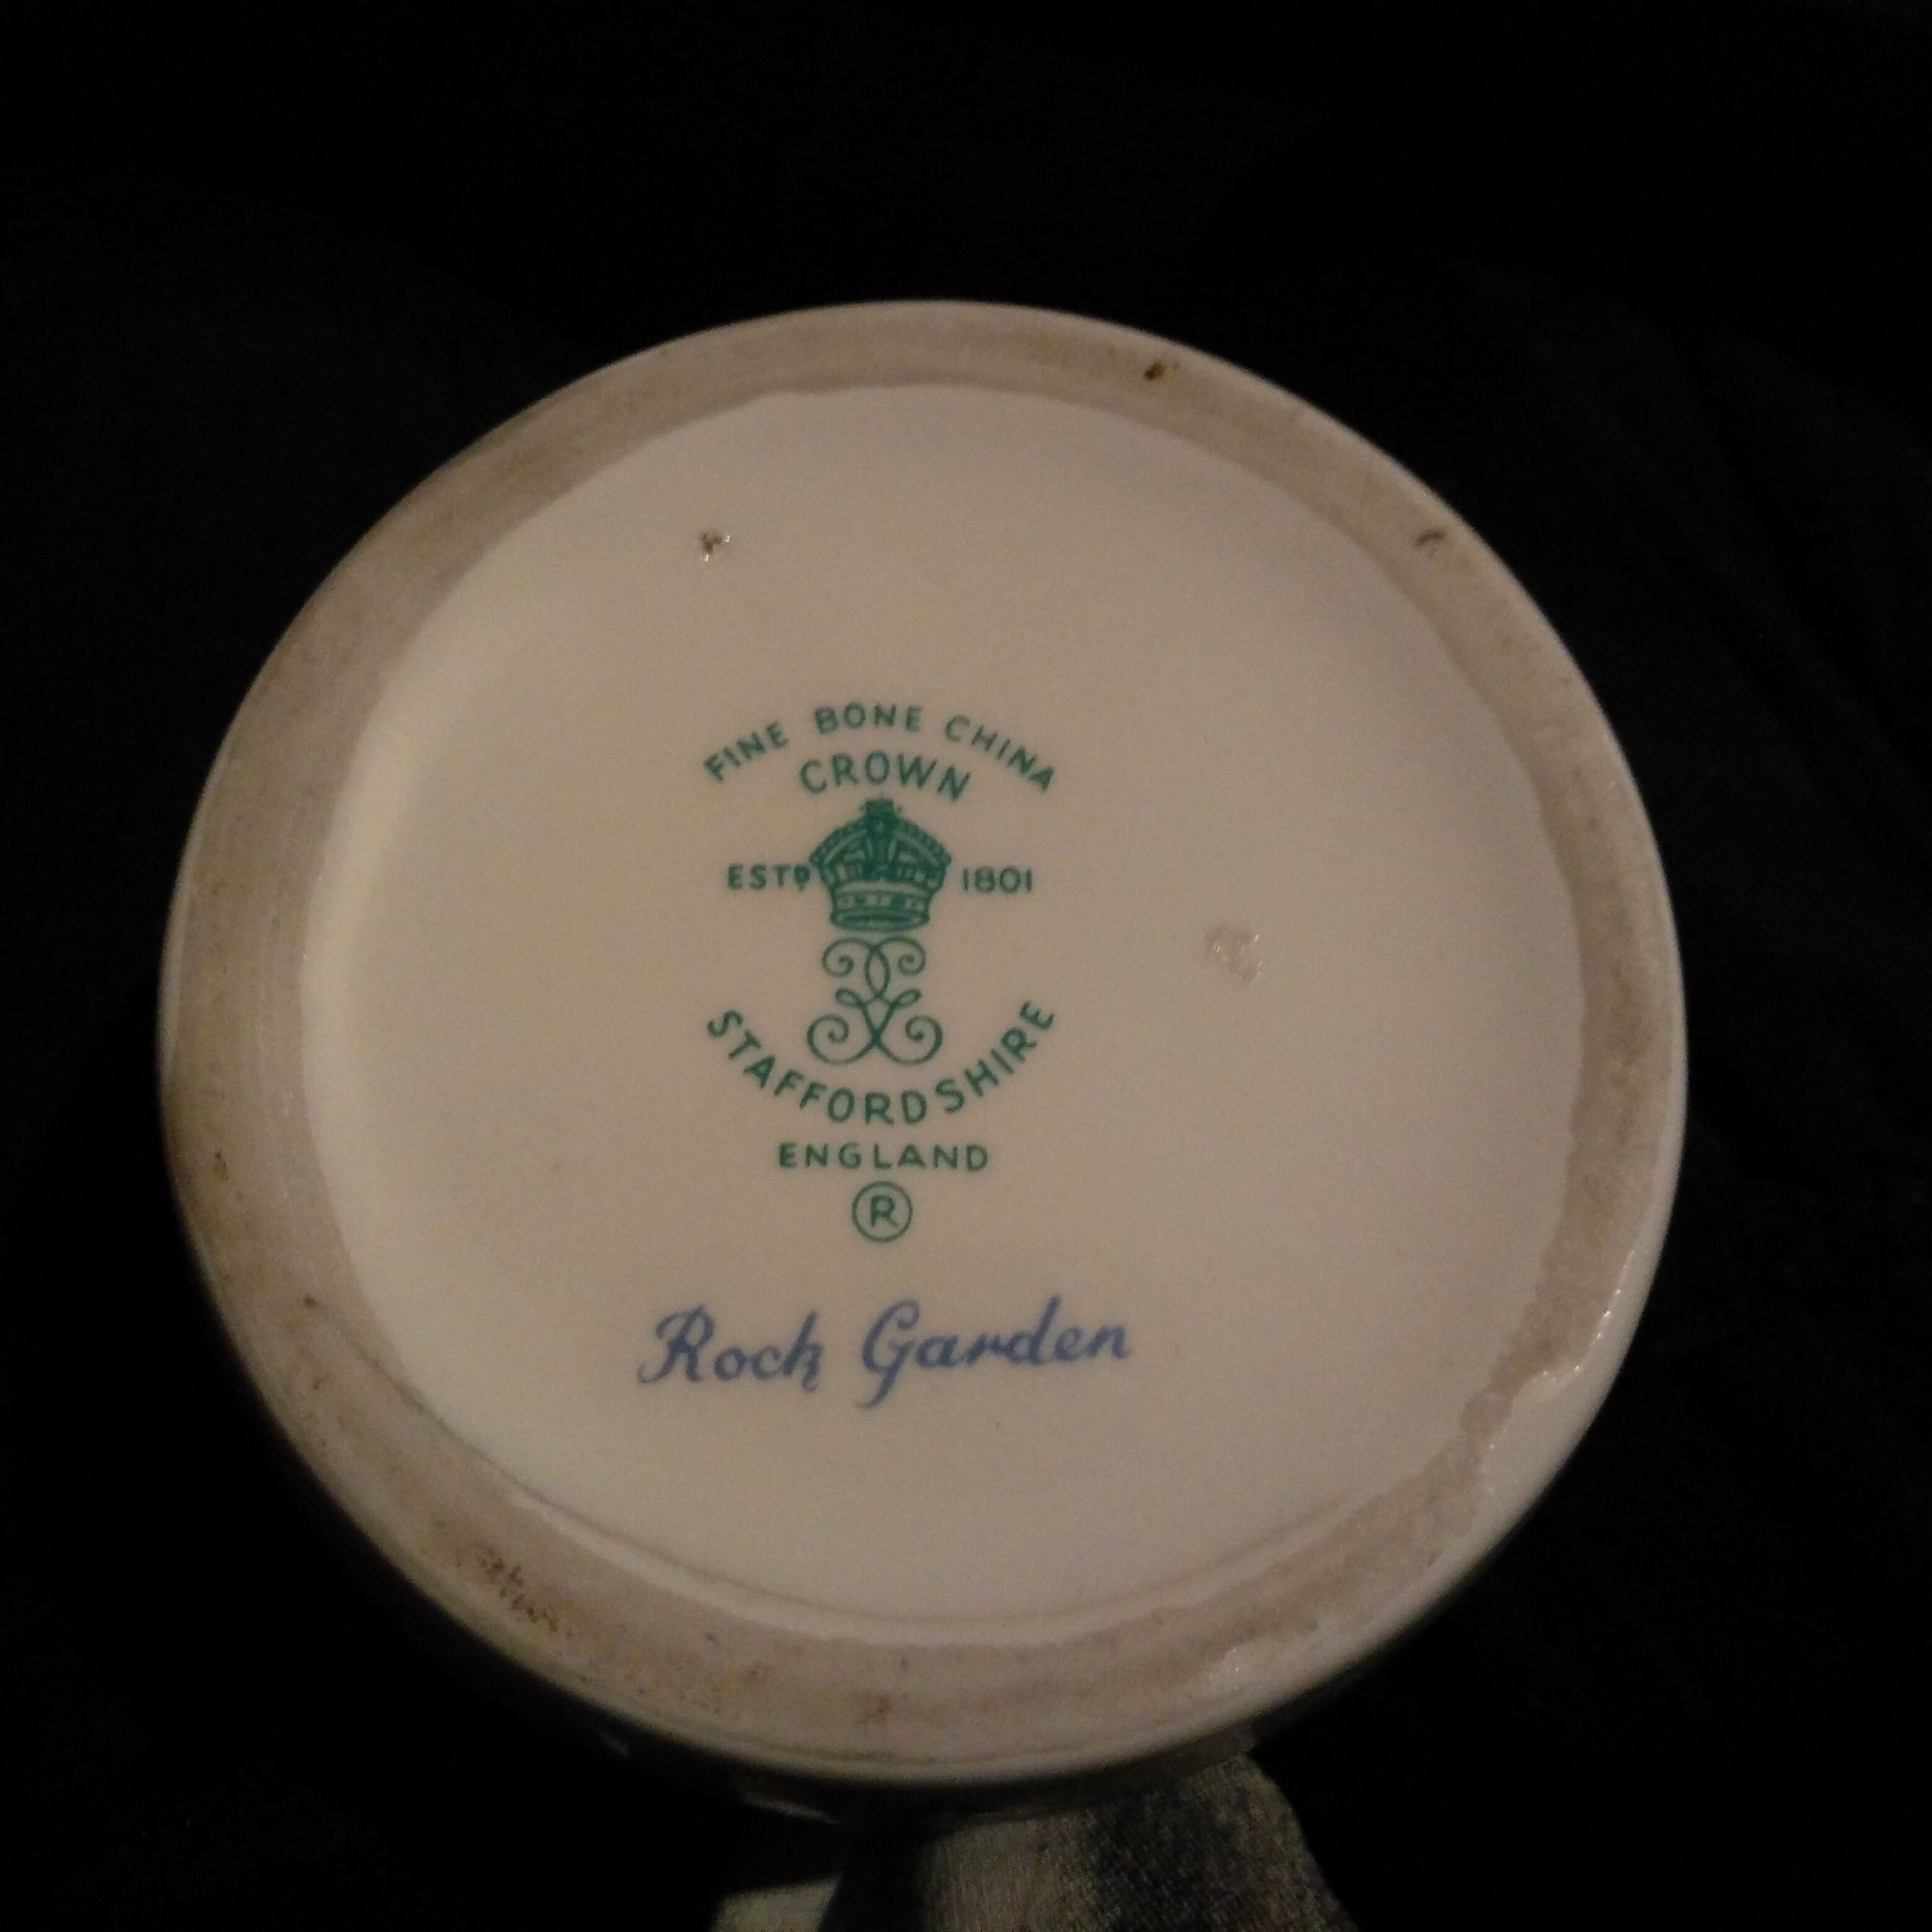 FINE BONE CHINA
CROWN
ESTD 1801
STAFFORDSHIRE
ENGLAND
®
Rock Garden